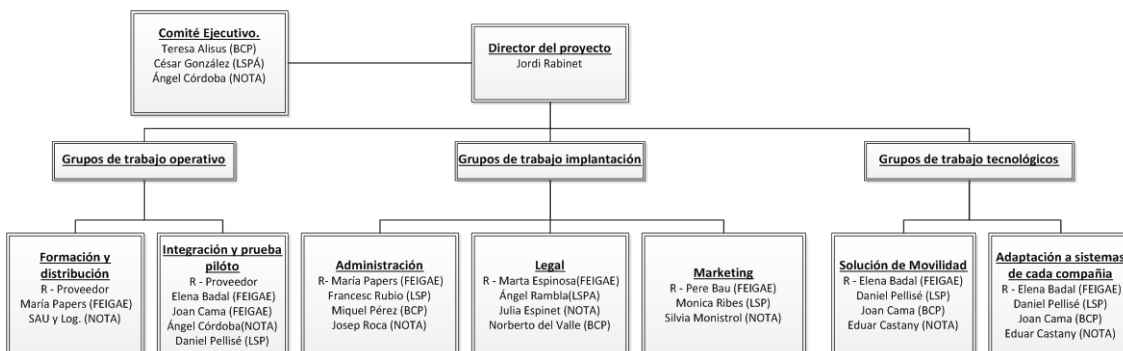 Comité Ejecutivo.
Teresa Alisus (BCP)
César González (LSPÁ)
Ángel Córdoba (NOTA)
Director del proyecto
Jordi Rabinet
Grupos de trabajo operativo
Grupos de trabajo implantación
Grupos de trabajo tecnológicos
Formación y
distribución
R - Proveedor
María Papers (FEIGAE)
SAU y Log. (NOTA)
Integración y prueba
pilóto
R - Proveedor
Elena Badal (FEIGAE)
Joan Cama (FEIGAE)
Ángel Córdoba(NOTA)
Daniel Pellisé (LSP)
Administración
R- María Papers (FEIGAE)
Francesc Rubio (LSP)
Miquel Pérez (BCP)
Josep Roca (NOTA)
Legal
R - Marta Espinosa(FEIGAE)
Ángel Rambla(LSPA)
Julia Espinet (NOTA)
Norberto del Valle (BCP)
Marketing
R - Pere Bau (FEIGAE)
Monica Ribes (LSP)
Silvia Monistrol (NOTA)
Solución de Movilidad
R - Elena Badal (FEIGAE)
Daniel Pellisé (LSP)
Joan Cama (BCP)
Eduar Castany (NOTA)
Adaptación a sistemas
de cada compañia
R - Elena Badal (FEIGAE)
Daniel Pellisé (LSP)
Joan Cama (BCP)
Eduar Castany (NOTA)